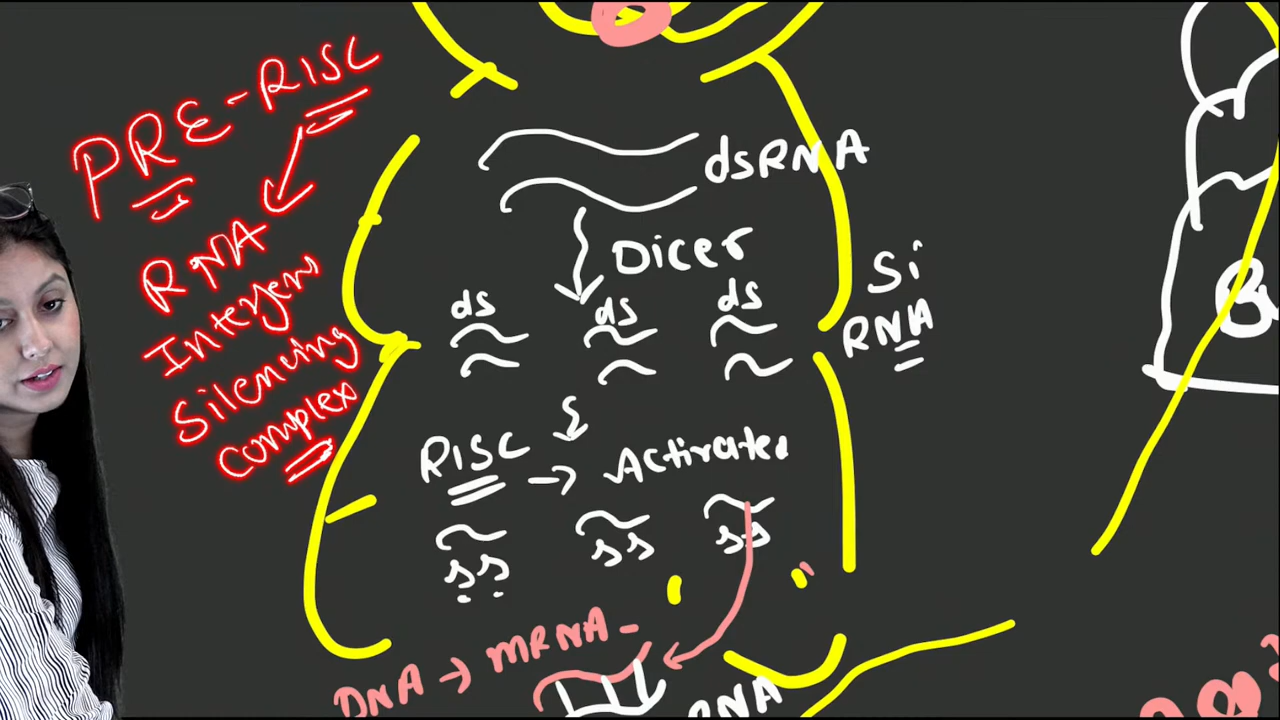 PRE-RISC
RNA
Silencing
Complex
dsRNA
Dicer
ds ds ds
Si
RNA
RISC → Activated
ss ss ss
DNA → mRNA-
RNA